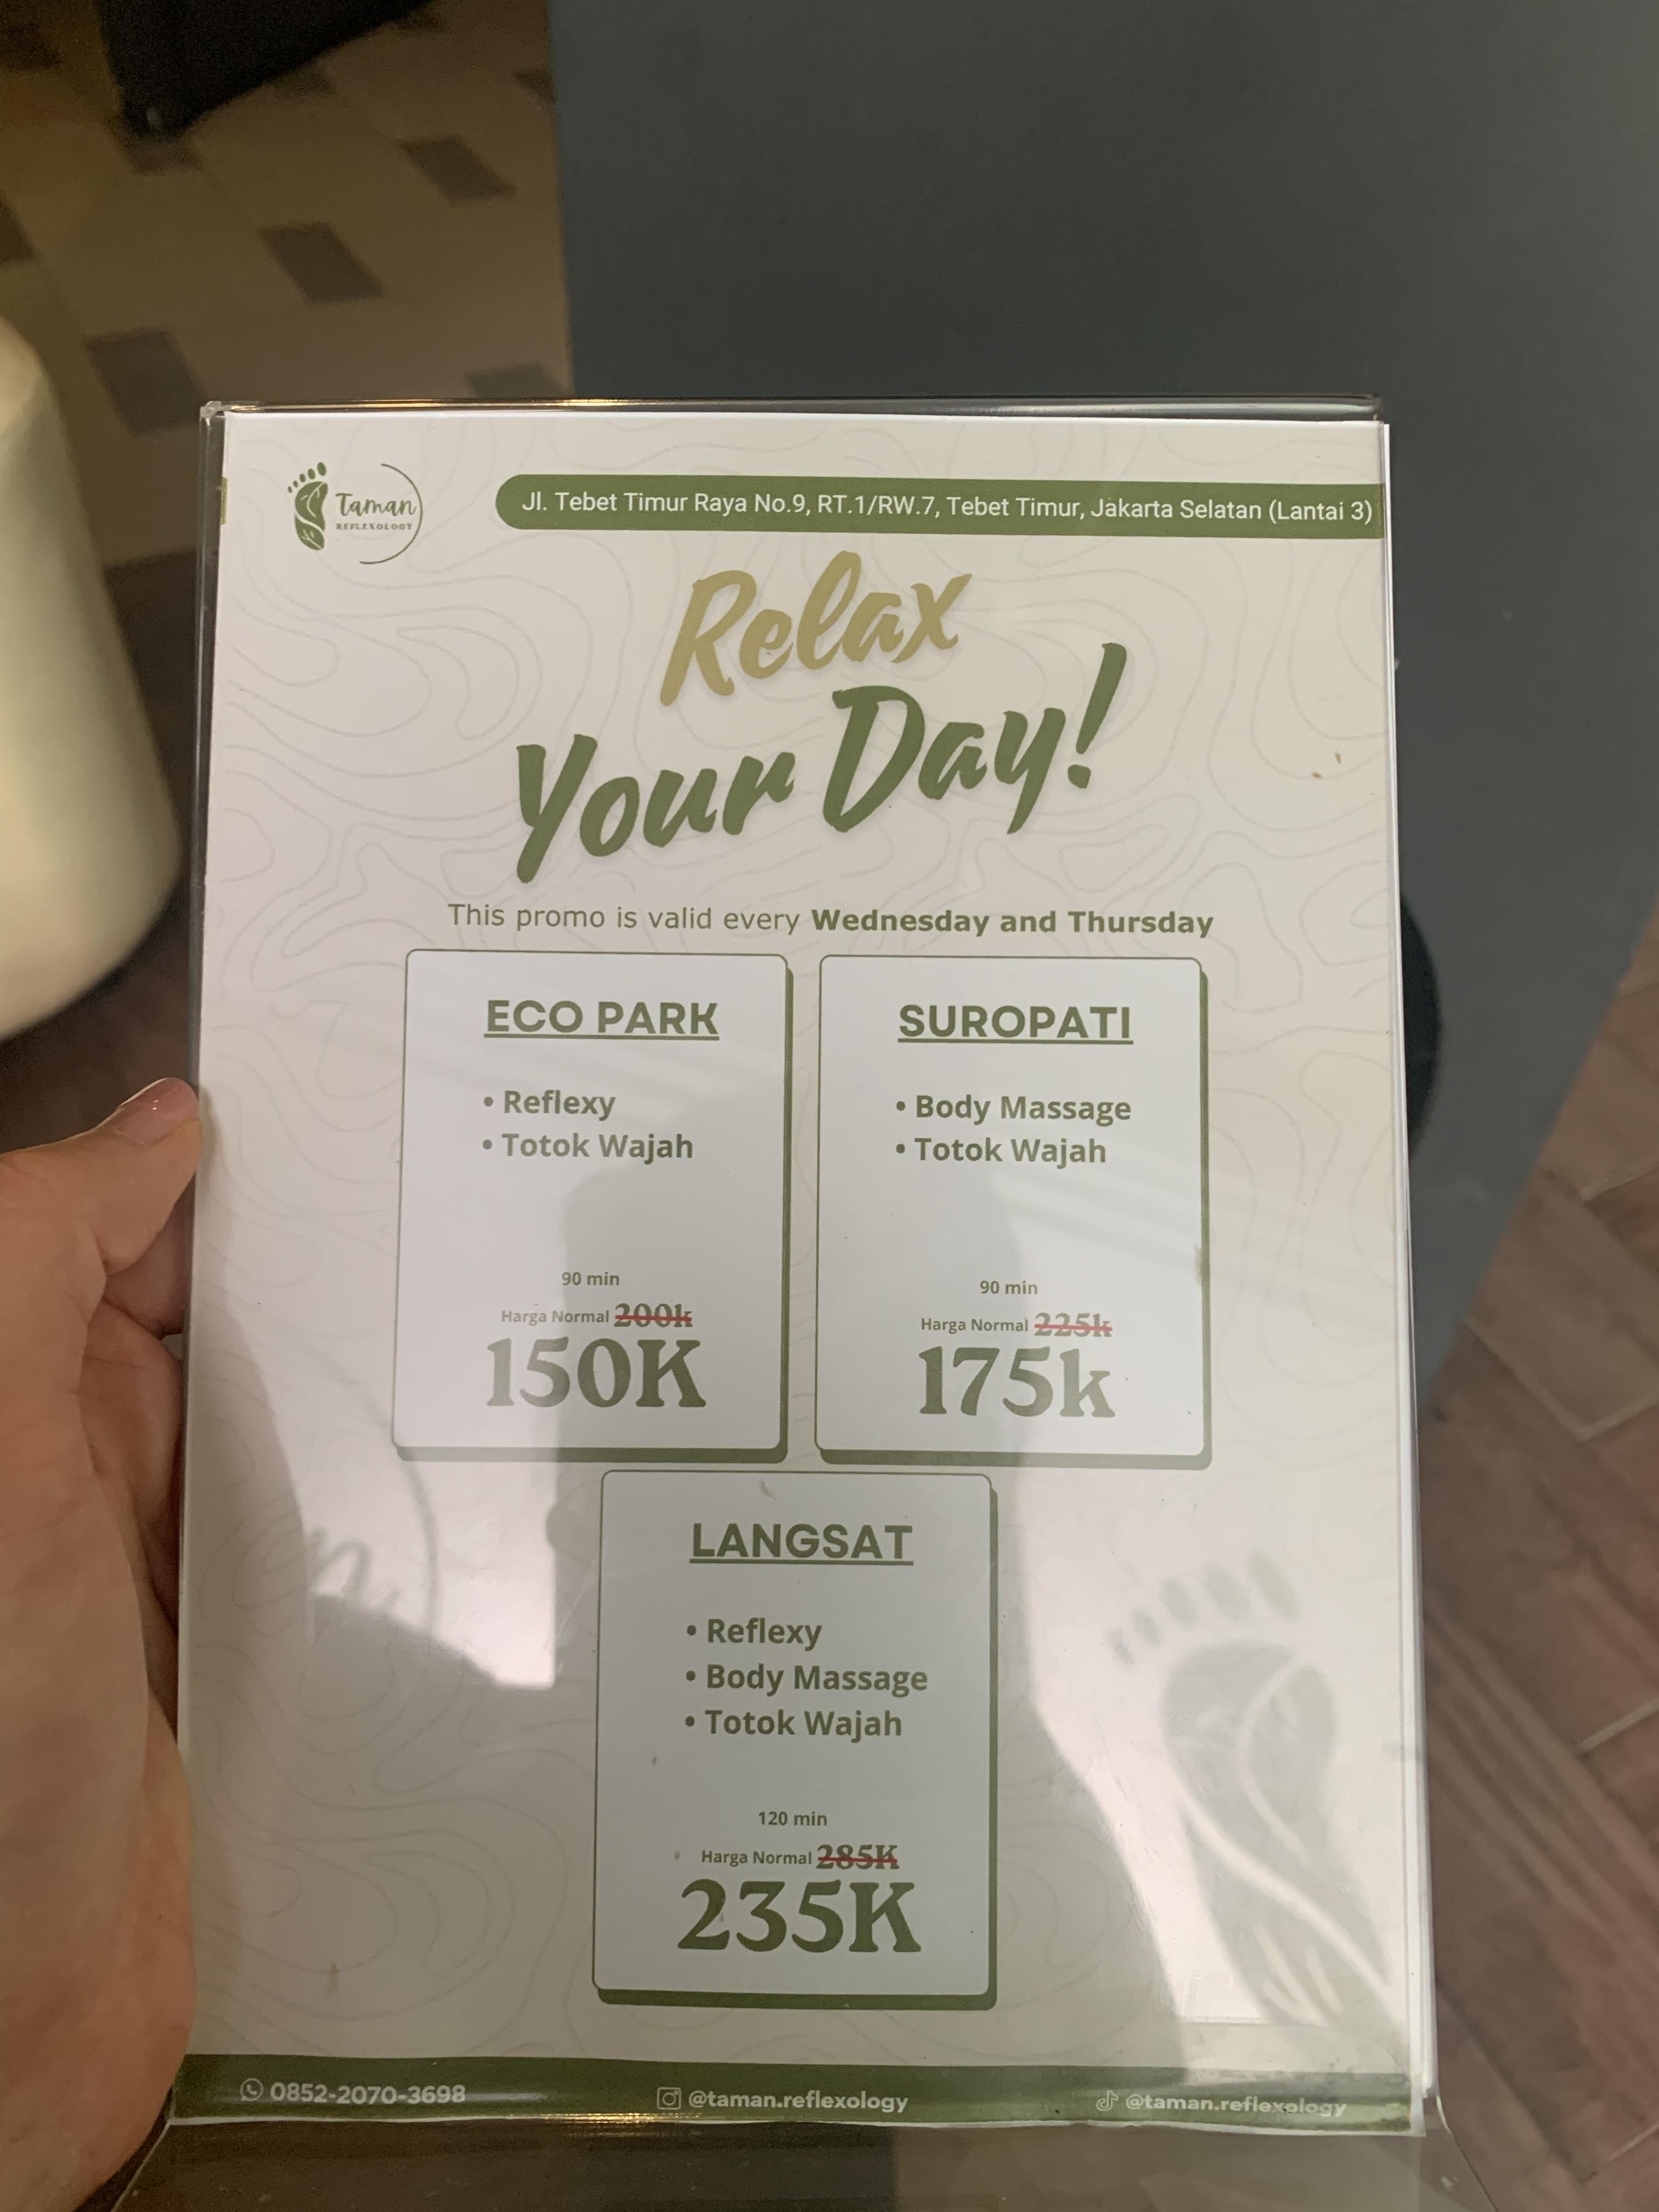 Taman
REFLEXOLOGY
Jl. Tebet Timur Raya No.9, RT.1/RW.7, Tebet Timur, Jakarta Selatan (Lantai 3)
Relax
Your Day!
This promo is valid every Wednesday and Thursday
ECO PARK
• Reflexy
• Totok Wajah
90 min
Harga Normal 200k
150K
SUROPATI
• Body Massage
• Totok Wajah
90 min
Harga Normal 225k
175k
LANGSAT
• Reflexy
• Body Massage
• Totok Wajah
120 min
Harga Normal 285K
235K
0852-2070-3698
@taman.reflexology
@taman.reflexology